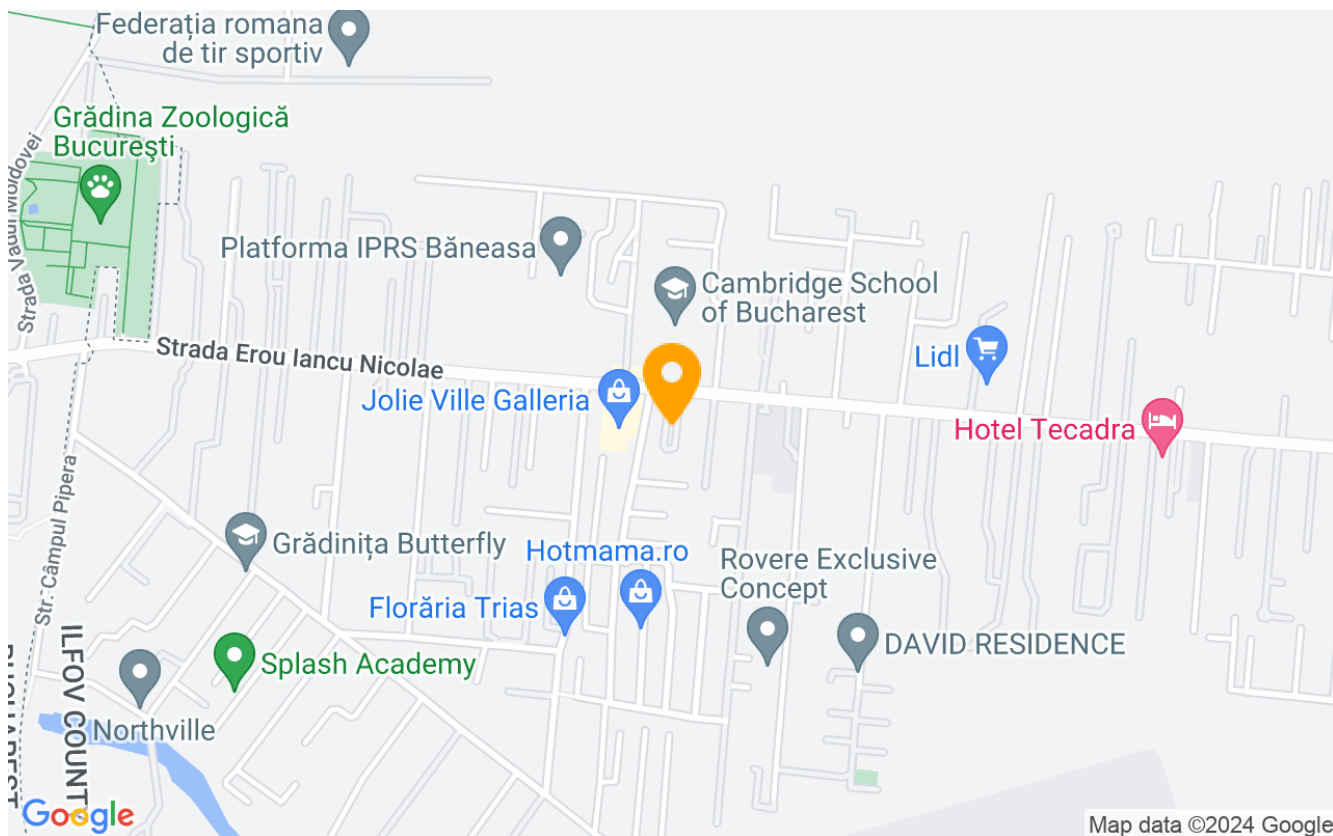 Federația romana
de tir sportiv
Grădina Zoologică
București
Strada Vadul Moldovei
Platforma IPRS Băneasa
Cambridge School
of Bucharest
Strada Erou Iancu Nicolae
Lidl
Jolie Ville Galleria
Hotel Tecadra
Str. Câmpul Pipera
Grădinița Butterfly
Hotmama.ro
Rovere Exclusive
Concept
Florăria Trias
DAVID RESIDENCE
Splash Academy
Northville
ILFOV COUNTY
BUCHAREST
Google
Map data ©2024 Google